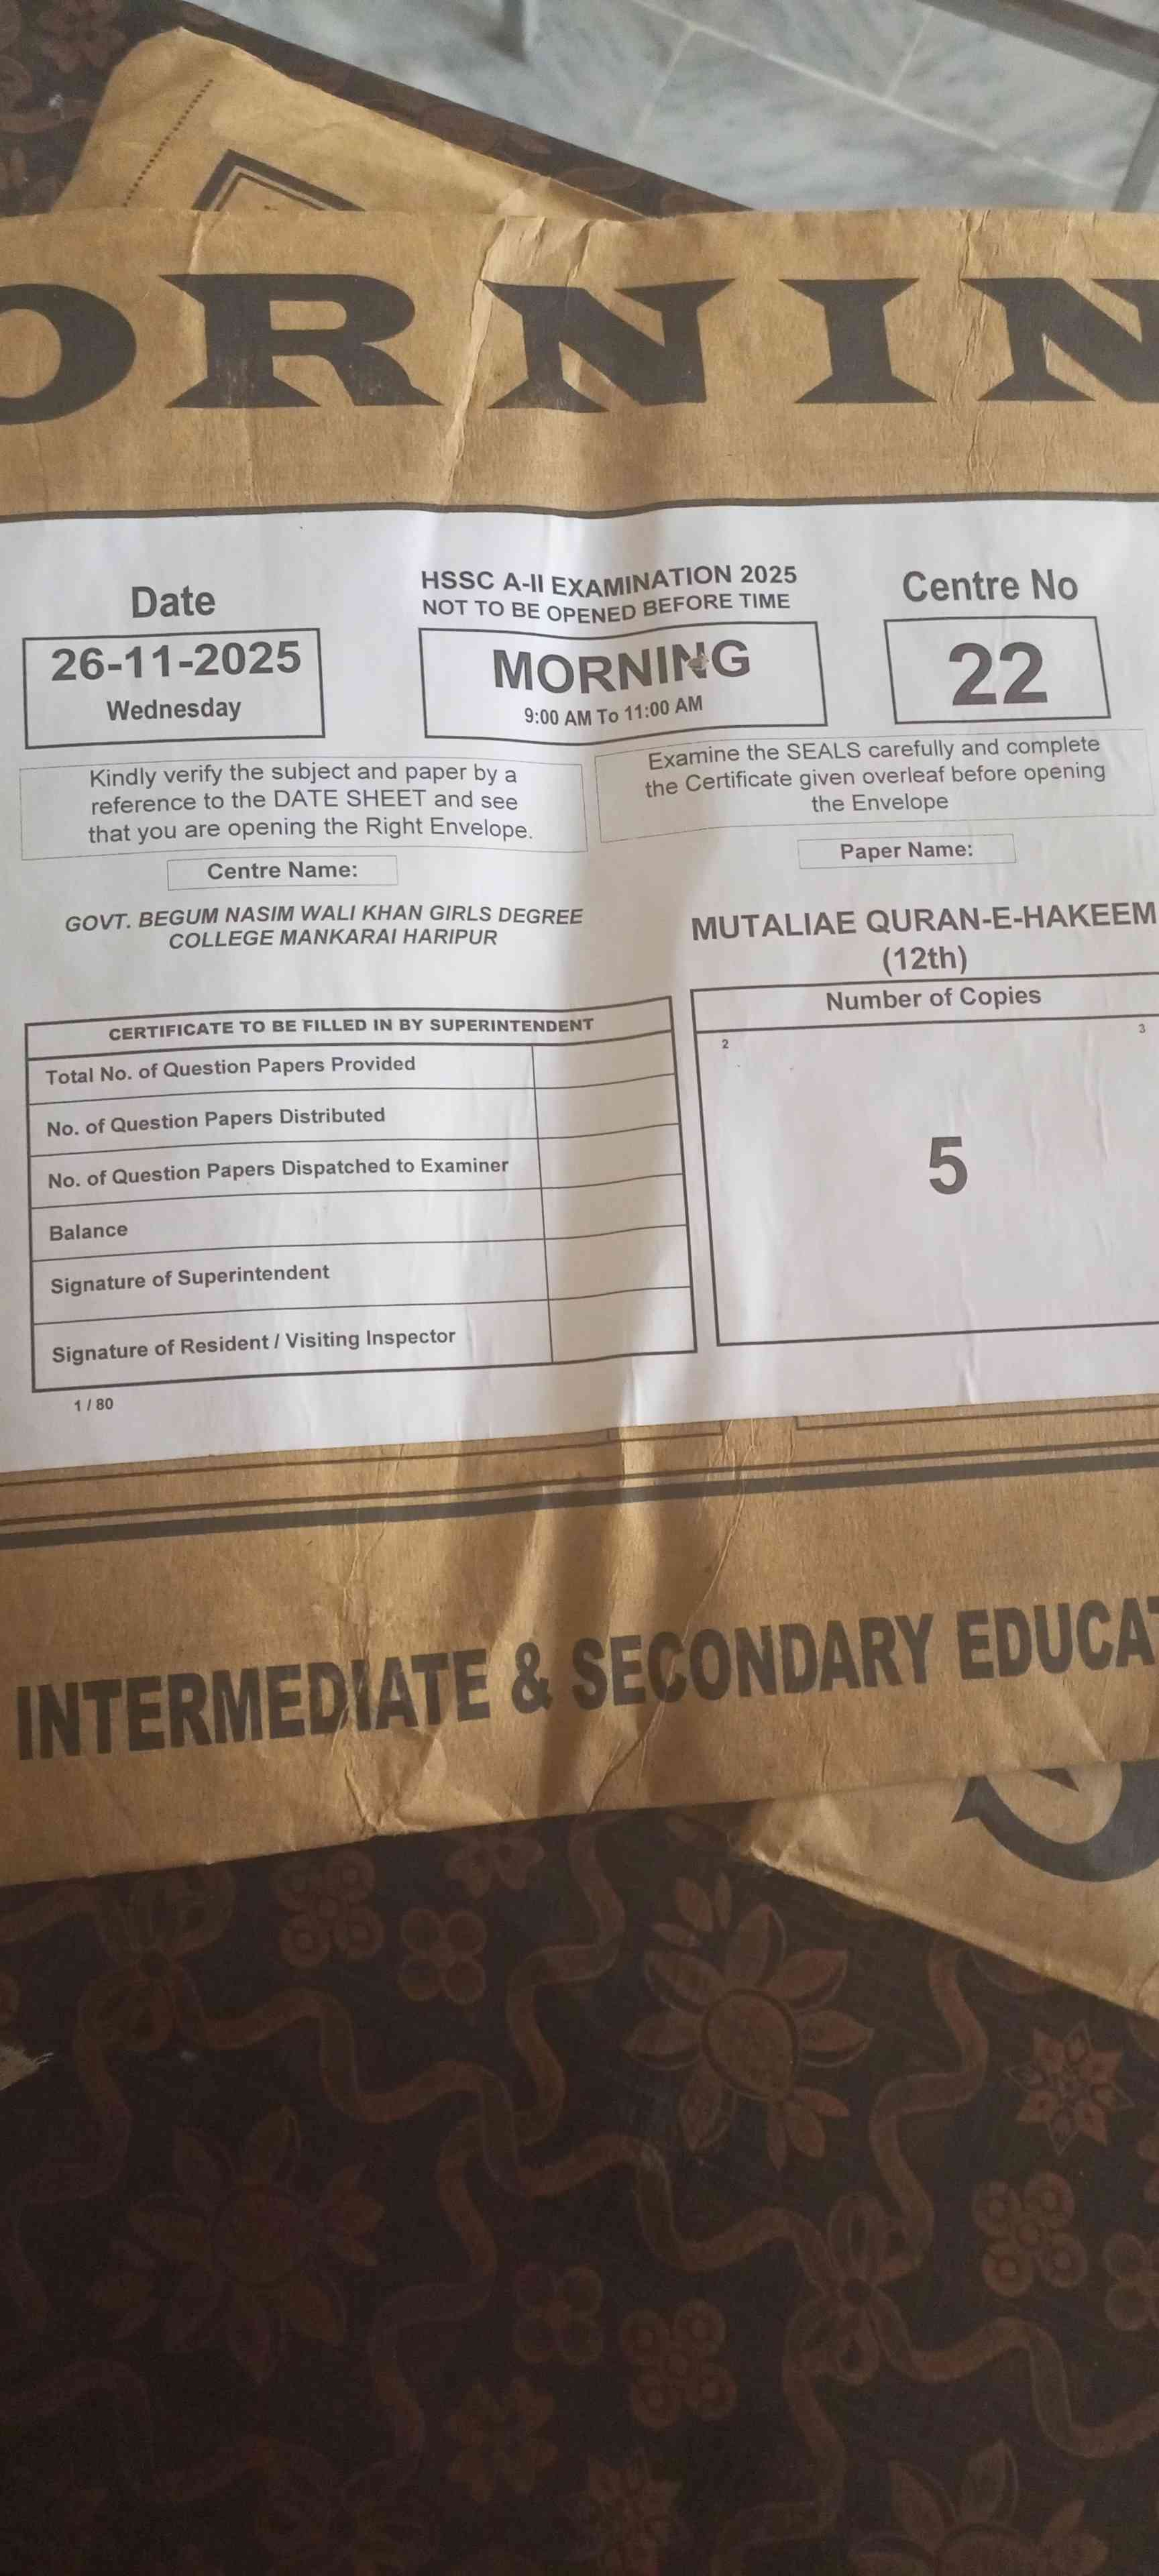 ORNIN
Date
26-11-2025
Wednesday
HSSC A-II EXAMINATION 2025
NOT TO BE OPENED BEFORE TIME
MORNING
9:00 AM To 11:00 AM
Centre No
22
Kindly verify the subject and paper by a
reference to the DATE SHEET and see
that you are opening the Right Envelope.
Examine the SEALS carefully and complete
the Certificate given overleaf before opening
the Envelope
Centre Name:
GOVT. BEGUM NASIM WALI KHAN GIRLS DEGREE
COLLEGE MANKARAI HARIPUR
Paper Name:
MUTALIAE QURAN-E-HAKEEM
(12th)
CERTIFICATE TO BE FILLED IN BY SUPERINTENDENT
Total No. of Question Papers Provided
No. of Question Papers Distributed
No. of Question Papers Dispatched to Examiner
Balance
Signature of Superintendent
Signature of Resident / Visiting Inspector
Number of Copies
2
3
5
1 / 80
INTERMEDIATE & SECONDARY EDUCAT